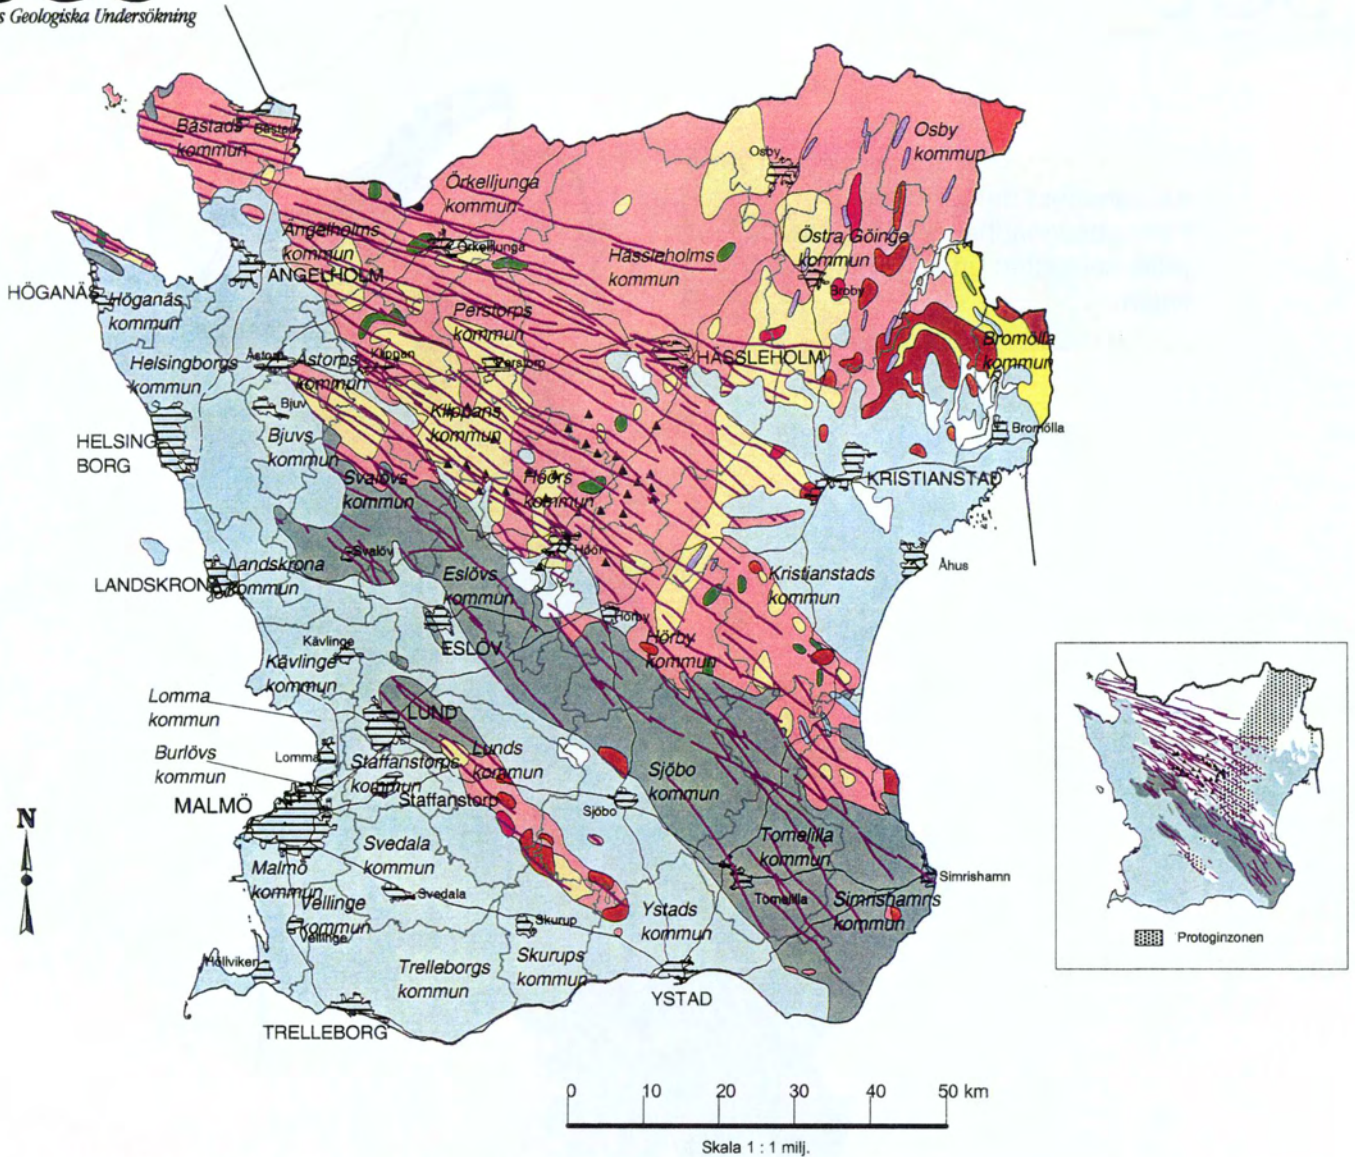 s Geologiska Undersökning
Båstads
kommun
Båstad
Osby
kommun
Osby
Örkelljunga
kommun
Ängelholms
kommun
Örkelljunga
Hässleholms
kommun
Östra Göinge
kommun
Broby
ÄNGELHOLM
HÖGANÄS
Höganäs
kommun
Perstorps
kommun
Bromölla
kommun
Helsingborgs
kommun
Åstorp
Åstorps
kommun
Klippan
Perstorp
HÄSSLEHOLM
Bjuv
Klippans
kommun
Bjuvs
kommun
HELSING
BORG
Bromölla
Svalövs
kommun
Höörs
kommun
KRISTIANSTAD
Svalöv
Höör
Åhus
LANDSKRONA
Landskrona
kommun
Eslövs
kommun
Kristianstads
kommun
Hörby
ESLÖV
Hörby
kommun
Kävlinge
Kävlinge
kommun
Lomma
kommun
LUND
Burlövs
kommun
Lomma
Lunds
kommun
Staffanstorps
kommun
Staffanstorp
Sjöbo
kommun
MALMÖ
Sjöbo
N
Svedala
kommun
Tomelilla
kommun
Malmö
kommun
Svedala
Tomelilla
Simrishamn
Simrishamns
kommun
Vellinge
kommun
Vellinge
Skurup
Ystads
kommun
Höllviken
Trelleborgs
kommun
Skurups
kommun
YSTAD
TRELLEBORG
Protoginzonen
0 10 20 30 40 50 km
Skala 1 : 1 milj.